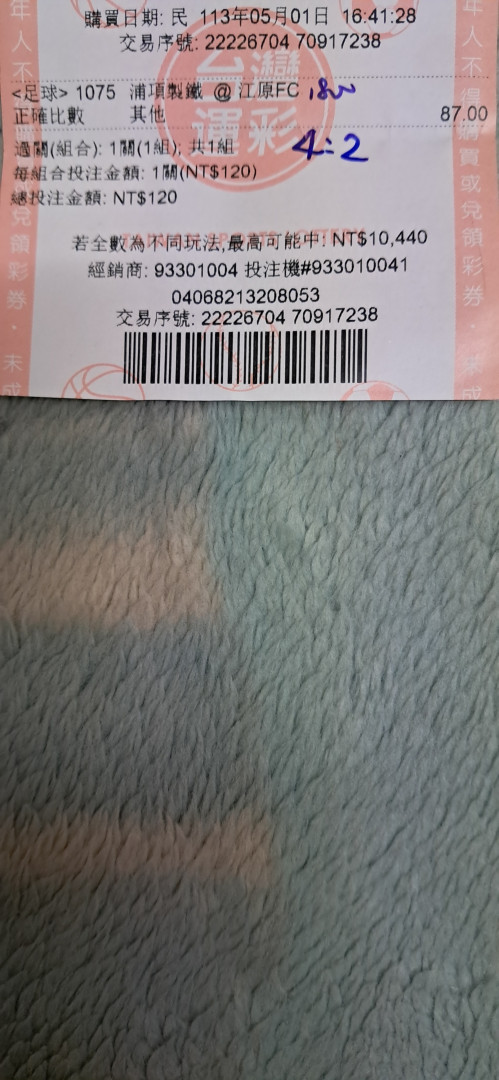 購買日期: 民 113年05月01日 16:41:28
交易序號: 22226704 70917238
<足球> 1075 浦項製鐵 @ 江原FC
正確比數 其他 87.00
4:2
過關(組合): 1關(1組); 共1組
每組合投注金額: 1關(NT$120)
總投注金額: NT$120
若全數為不同玩法,最高可能中: NT$10,440
經銷商: 93301004 投注機#933010041
04068213208053
交易序號: 22226704 70917238
台灣
運彩